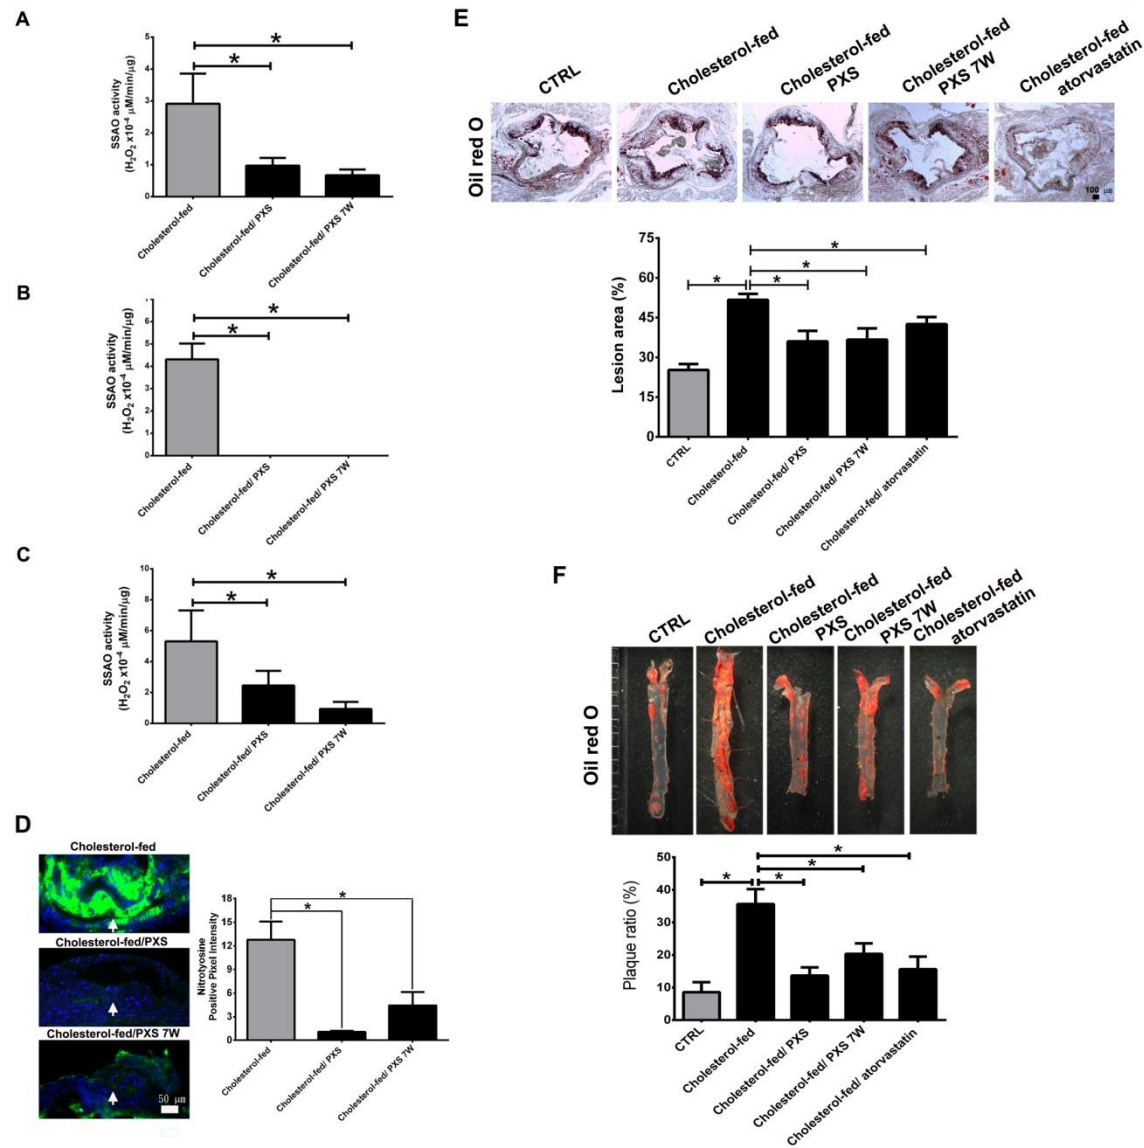 A
SSAO activity
(H₂O₂ x10⁻⁴ µM/min/µg)
5
4
3
2
1
0
*
*
Cholesterol-fed
Cholesterol-fed/ PXS
Cholesterol-fed/ PXS 7W
B
SSAO activity
(H₂O₂ x10⁻⁴ µM/min/µg)
7
6
5
4
3
2
1
0
*
*
Cholesterol-fed
Cholesterol-fed/ PXS
Cholesterol-fed/ PXS 7W
C
SSAO activity
(H₂O₂ x10⁻⁴ µM/min/µg)
10
8
6
4
2
0
*
*
Cholesterol-fed
Cholesterol-fed/ PXS
Cholesterol-fed/ PXS 7W
D
Cholesterol-fed
Cholesterol-fed/PXS
Cholesterol-fed/PXS 7W
50 µm
Nitrotyosine
Positive Pixel Intensity
18
15
12
9
6
3
0
*
*
Cholesterol-fed
Cholesterol-fed/ PXS
Cholesterol-fed/ PXS 7W
E
CTRL
Cholesterol-fed
Cholesterol-fed
PXS
Cholesterol-fed
PXS 7W
Cholesterol-fed
atorvastatin
Oil red O
100 µm
Lesion area (%)
75
60
45
30
15
0
*
*
*
*
CTRL
Cholesterol-fed
Cholesterol-fed/ PXS
Cholesterol-fed/ PXS 7W
Cholesterol-fed/ atorvastatin
F
CTRL
Cholesterol-fed
Cholesterol-fed
PXS
Cholesterol-fed
PXS 7W
Cholesterol-fed
atorvastatin
Oil red O
Plaque ratio (%)
50
40
30
20
10
0
*
*
*
*
CTRL
Cholesterol-fed
Cholesterol-fed/ PXS
Cholesterol-fed/ PXS 7W
Cholesterol-fed/ atorvastatin